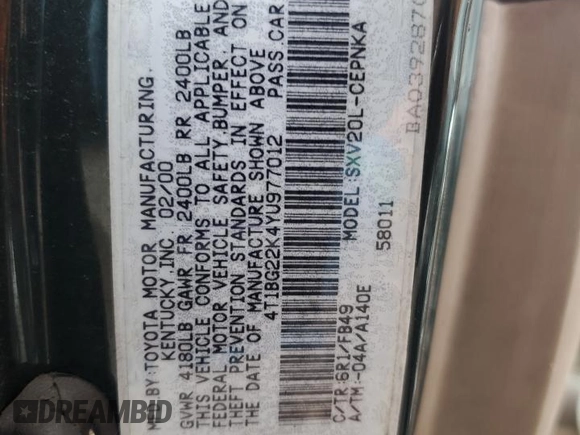 MFD.BY:TOYOTA MOTOR MANUFACTURING.
KENTUCKY,INC. 02/00
GVWR 4180LB GAWR FR 2400LB RR 2400LB
THIS VEHICLE CONFORMS TO ALL APPLICABLE
FEDERAL MOTOR VEHICLE SAFETY,BUMPER AND
THEFT PREVENTION STANDARDS IN EFFECT ON
THE DATE OF MANUFACTURE SHOWN ABOVE
4T1BG22K4YU977012 PASS.CAR
MODEL:SXV20L-CEPNKA
58011
C/TR:6R1/FB49
A/TM:-04A/A140E
BA0392870
DREAMBID